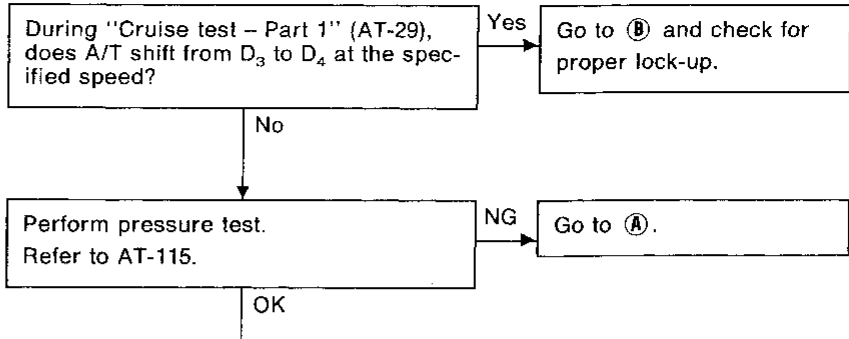 During "Cruise test – Part 1" (AT-29),
does A/T shift from D₃ to D₄ at the spec-
ified speed?
Yes
Go to Ⓑ and check for
proper lock-up.
No
Perform pressure test.
Refer to AT-115.
NG
Go to Ⓐ.
OK